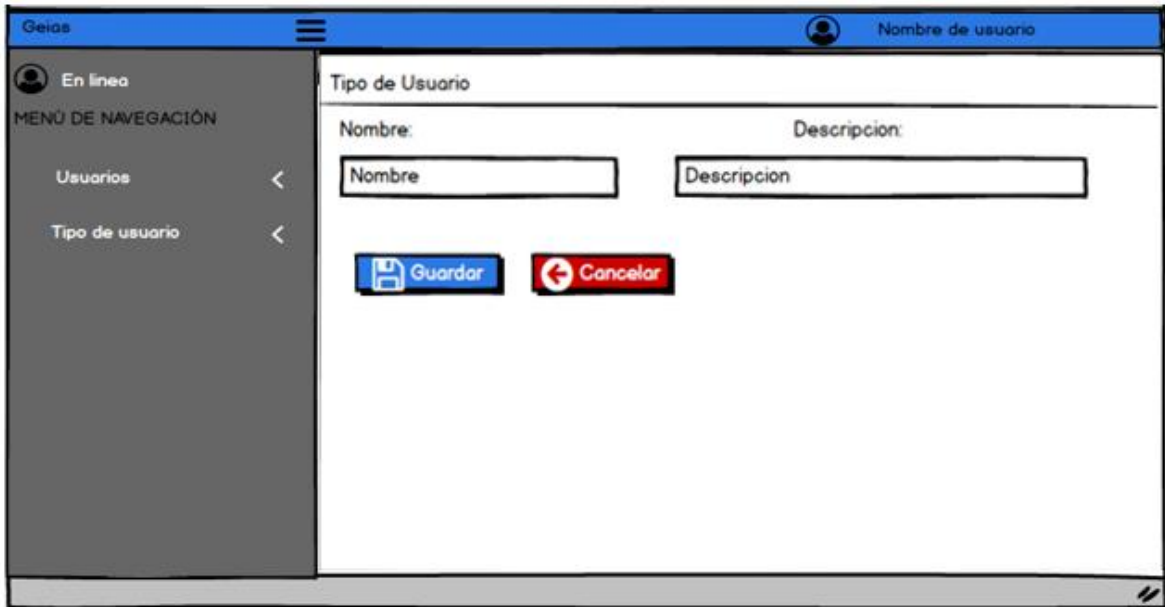 Geias
Nombre de usuario
En linea
MENÙ DE NAVEGACIÓN
Usuarios
Tipo de usuario
Tipo de Usuario
Nombre:
Descripcion:
Nombre
Descripcion
Guardar
Cancelar